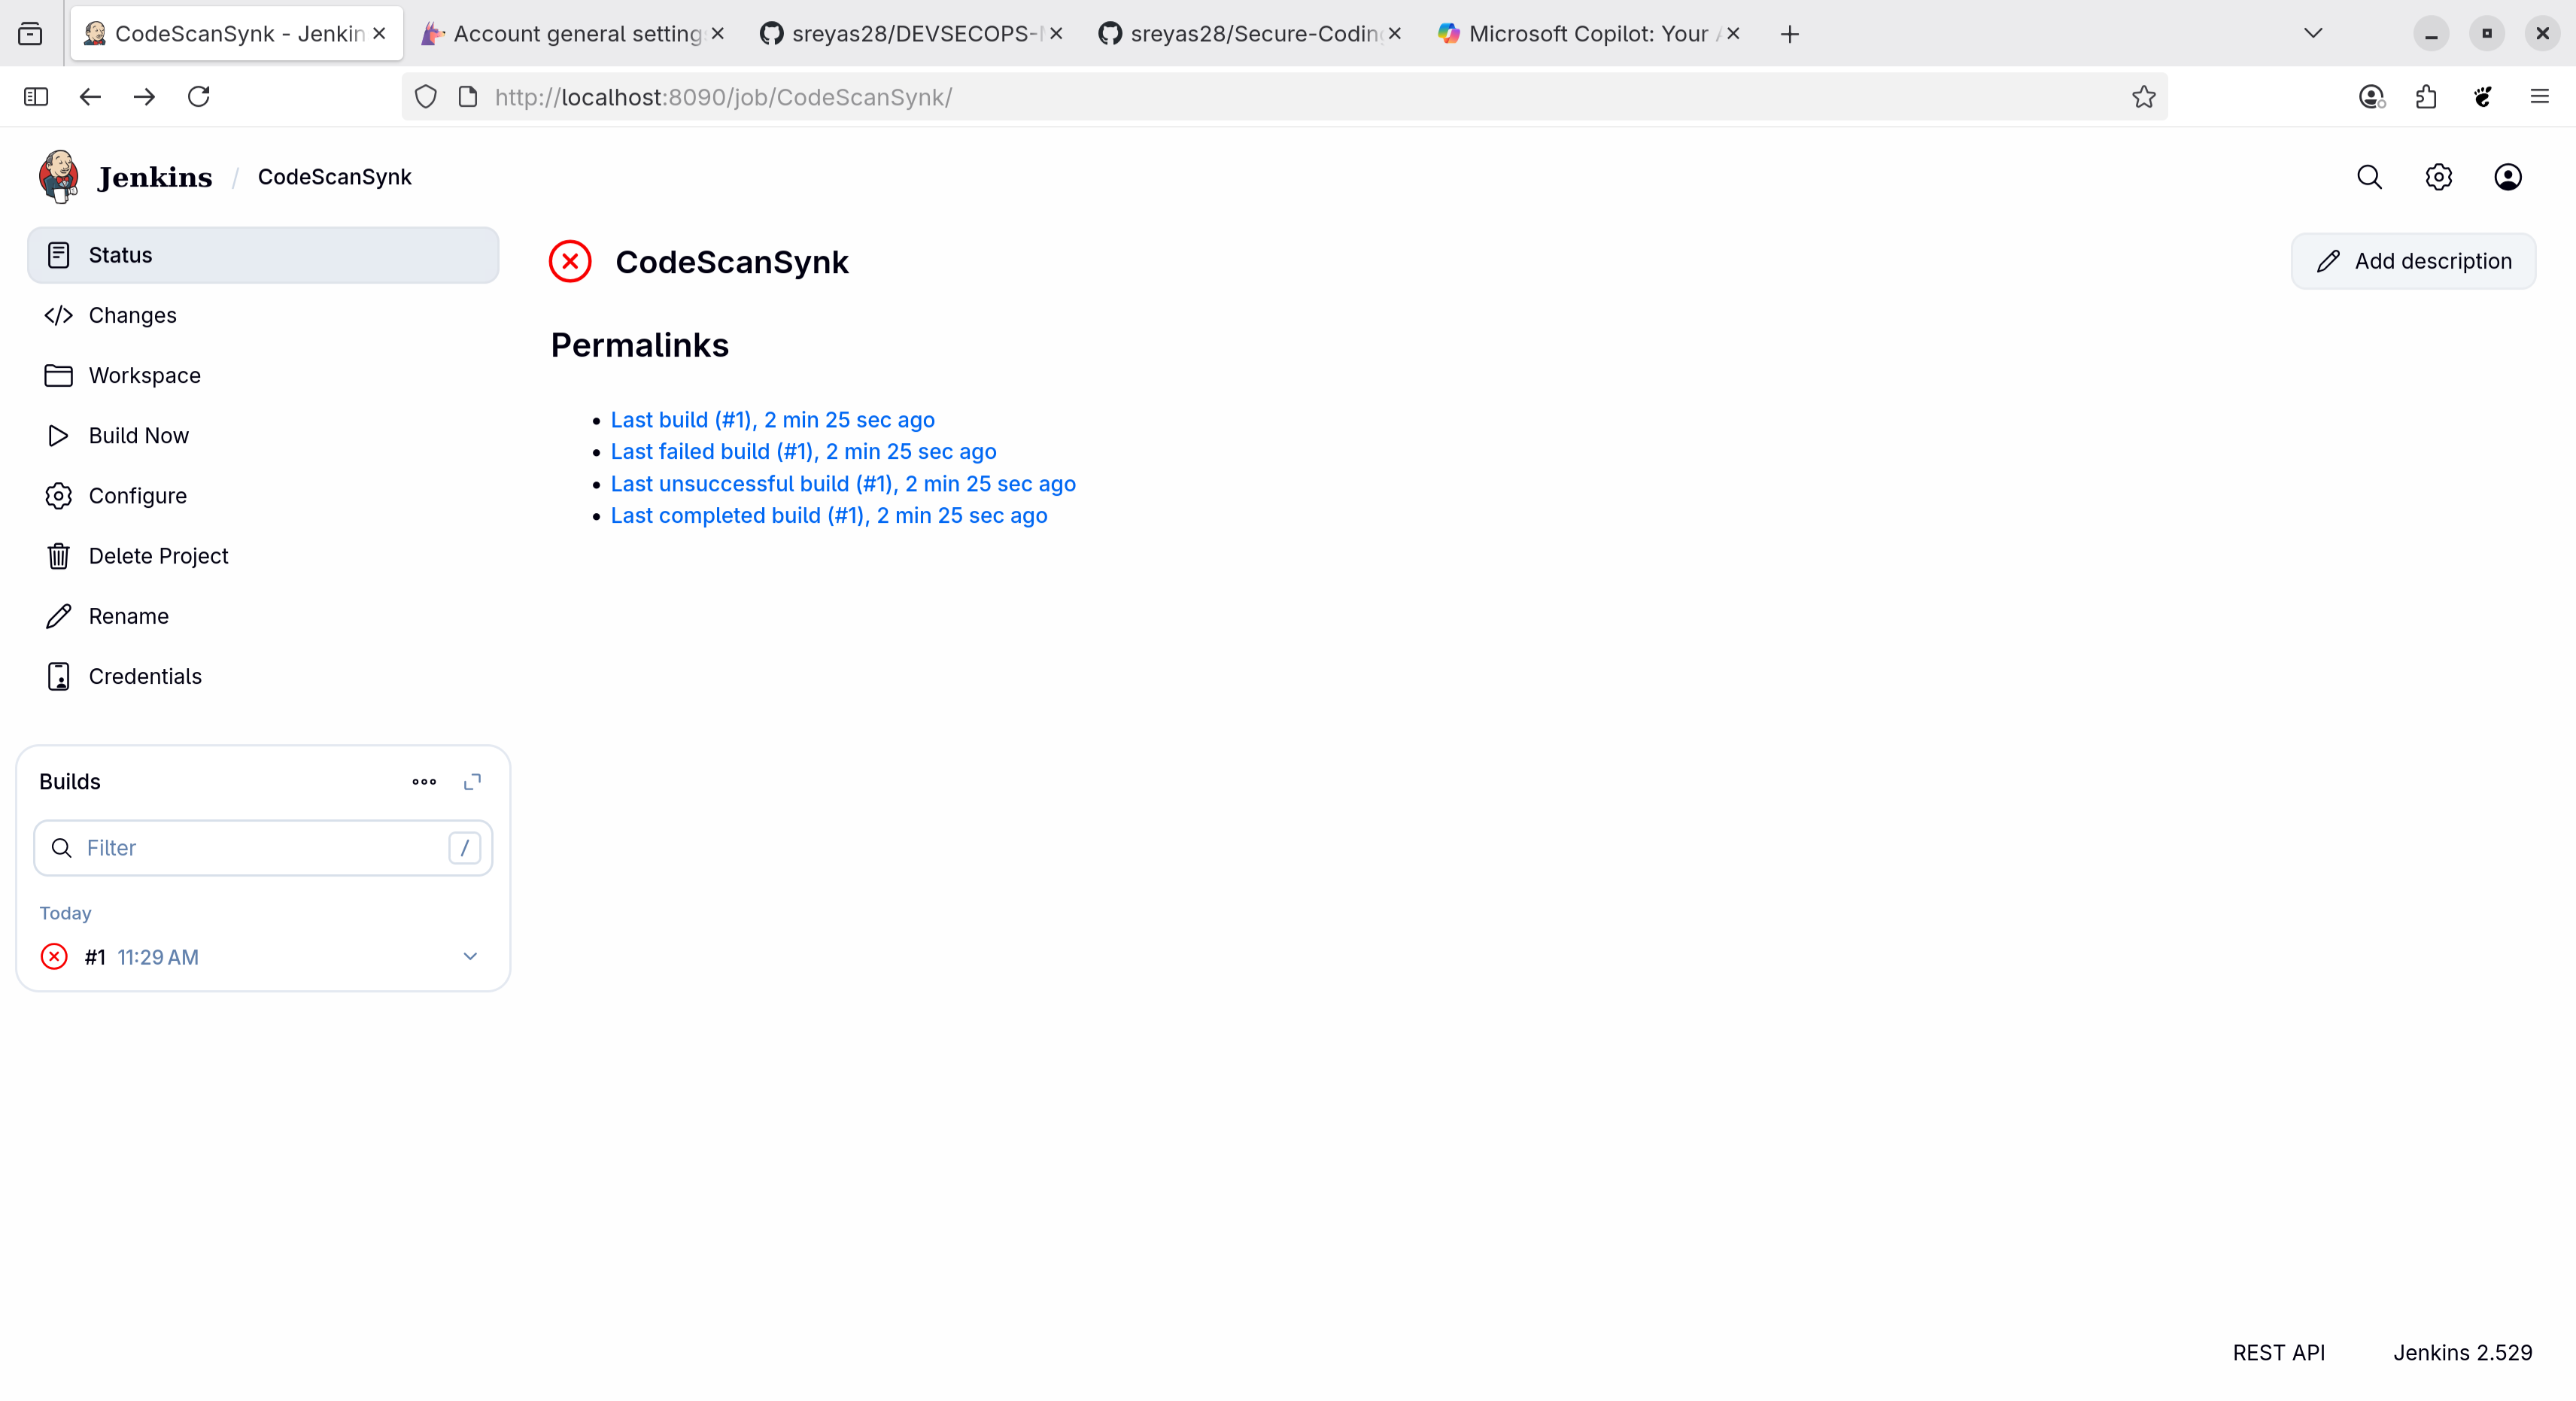 CodeScanSynk - Jenkin
Account general setting
sreyas28/DEVSECOPS-
sreyas28/Secure-Coding
Microsoft Copilot: Your
http://localhost:8090/job/CodeScanSynk/
Jenkins / CodeScanSynk
Status
Changes
Workspace
Build Now
Configure
Delete Project
Rename
Credentials
Builds
Filter /
Today
#1 11:29 AM
CodeScanSynk
Add description
Permalinks
• Last build (#1), 2 min 25 sec ago
• Last failed build (#1), 2 min 25 sec ago
• Last unsuccessful build (#1), 2 min 25 sec ago
• Last completed build (#1), 2 min 25 sec ago
REST API
Jenkins 2.529